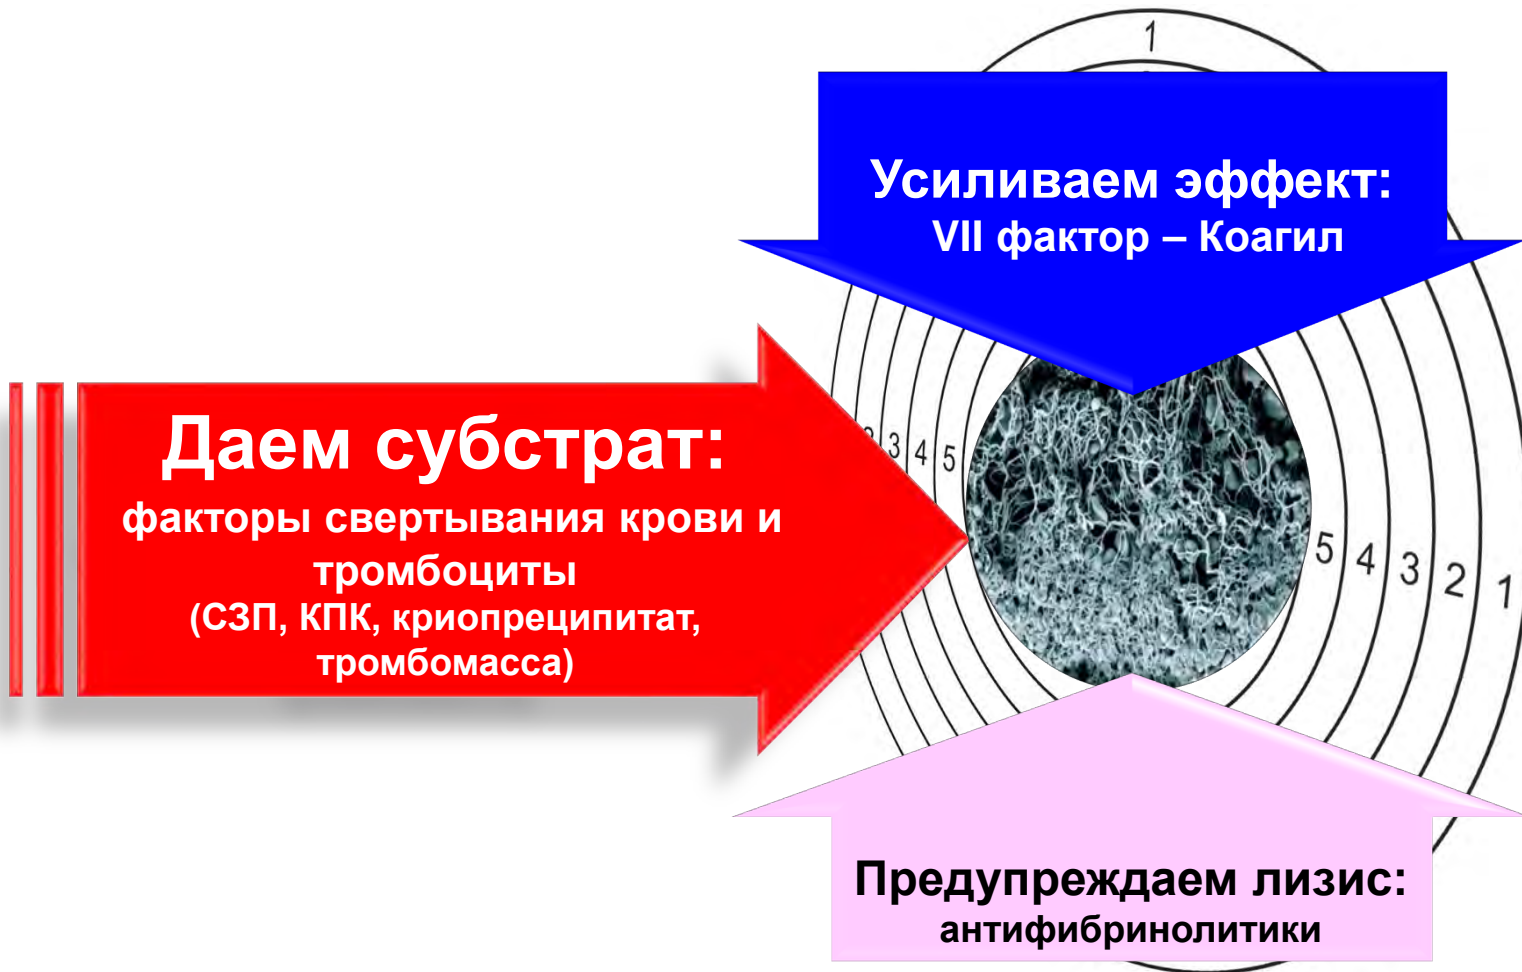 1
Усиливаем эффект:
VII фактор – Коагил
Даем субстрат:
факторы свертывания крови и
тромбоциты
(СЗП, КПК, криопреципитат,
тромбомасса)
3 4 5
5 4 3 2 1
Предупреждаем лизис:
антифибринолитики